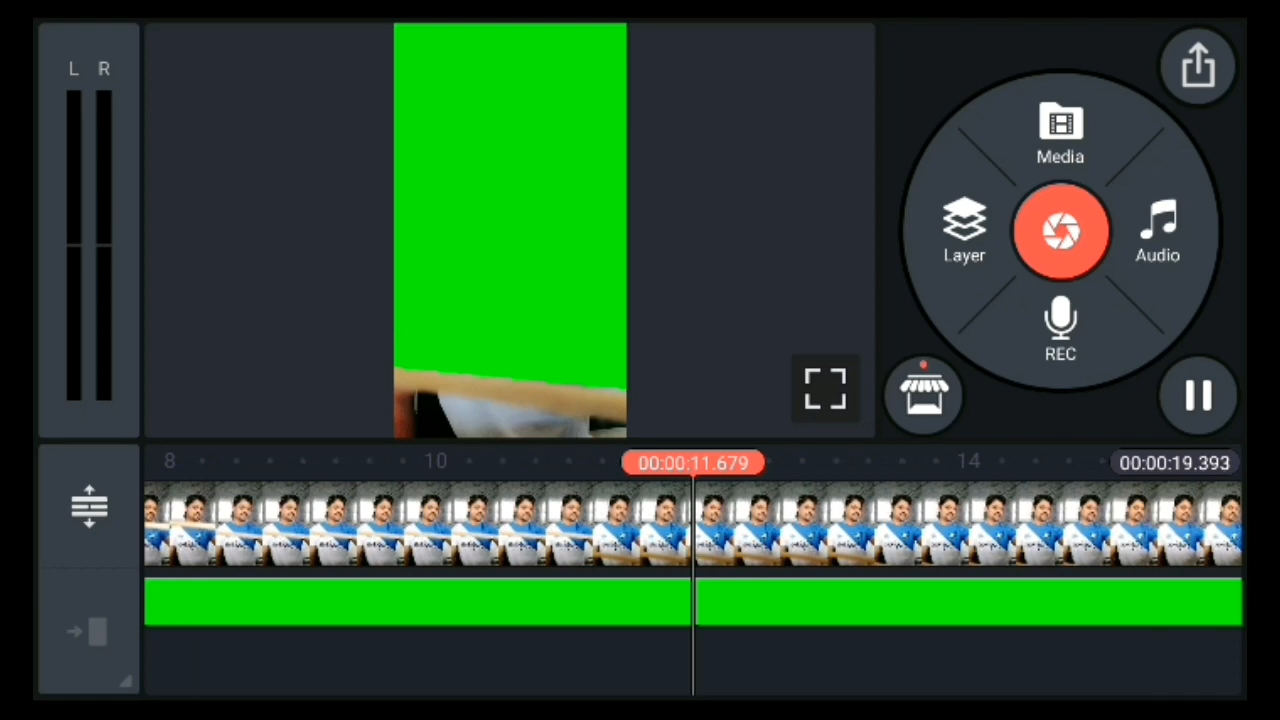 L R
Media
Layer
Audio
REC
8
10
00:00:11.679
14
00:00:19.393